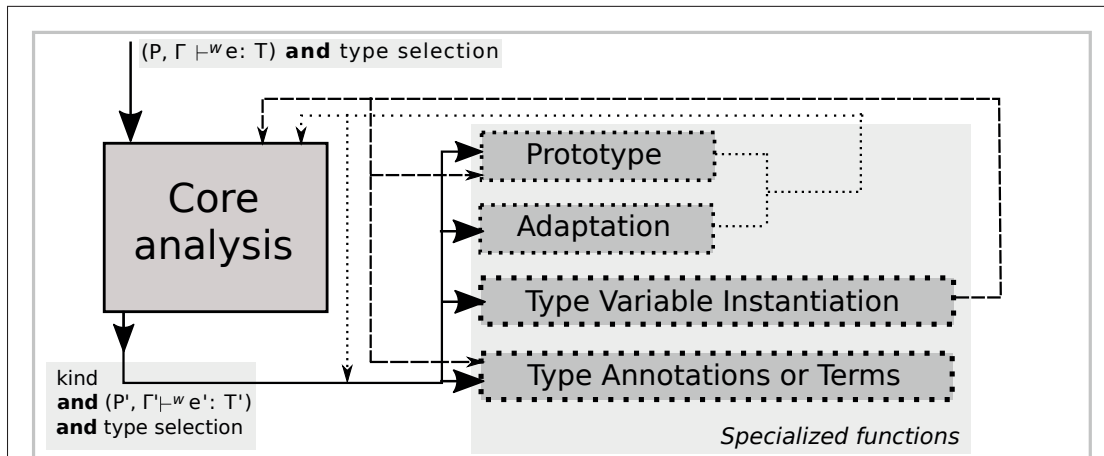 (P, Γ ⊢ʷ e: T) and type selection
Core
analysis
Prototype
Adaptation
Type Variable Instantiation
Type Annotations or Terms
kind
and (P', Γ'⊢ʷ e': T')
and type selection
Specialized functions